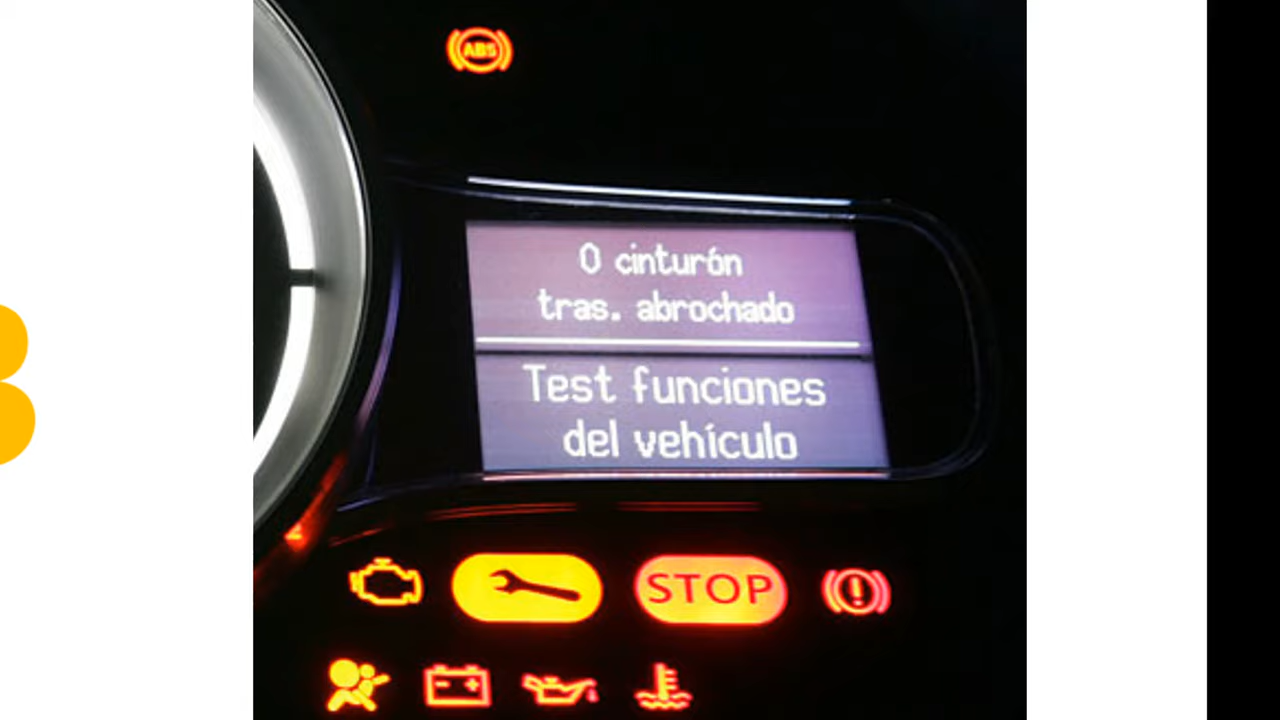 ABS
0 cinturón
tras. abrochado
Test funciones
del vehículo
STOP